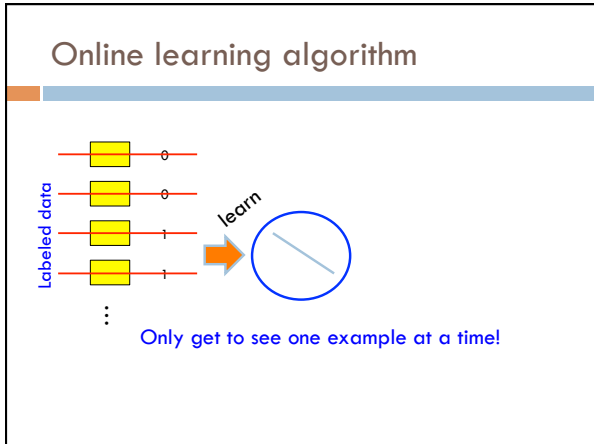 Online learning algorithm
Labeled data
0
0
1
1
⋮
learn
Only get to see one example at a time!